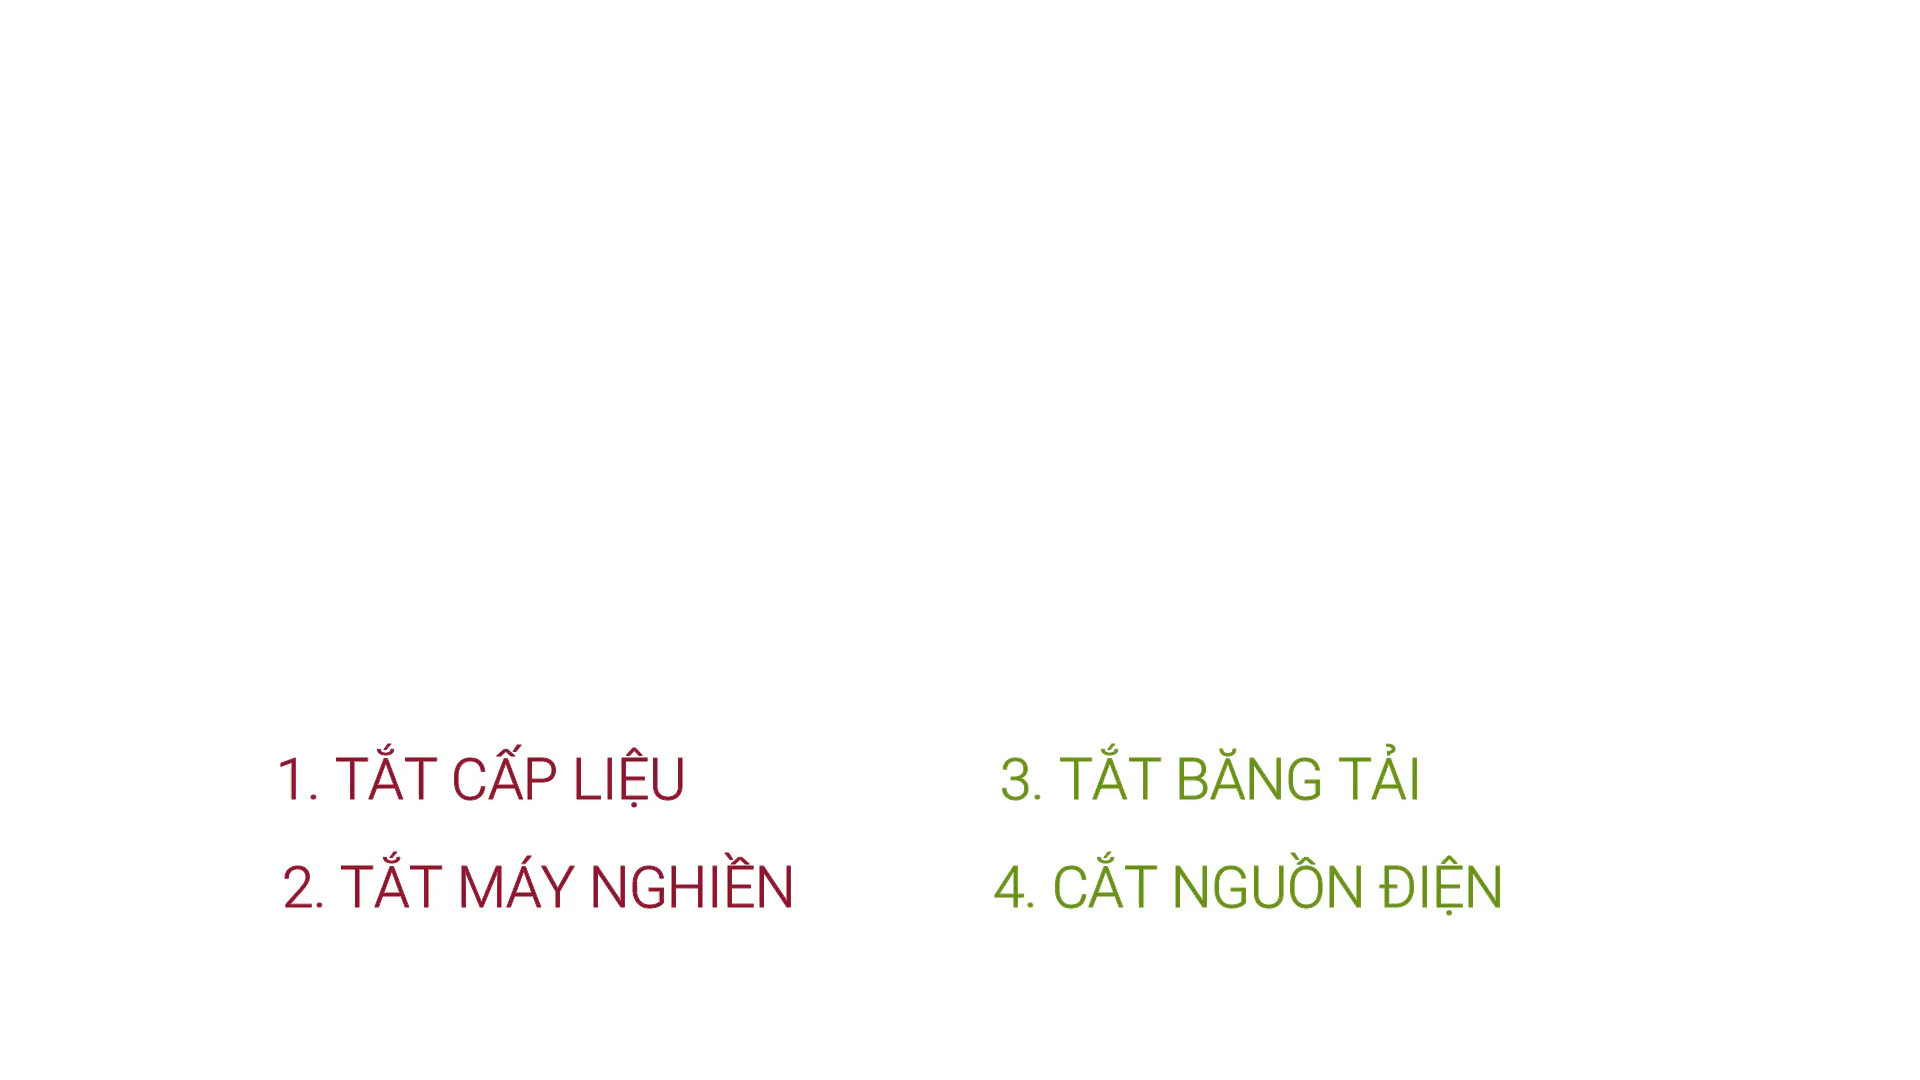 1. TẮT CẤP LIỆU
2. TẮT MÁY NGHIỀN
3. TẮT BĂNG TẢI
4. CẮT NGUỒN ĐIỆN